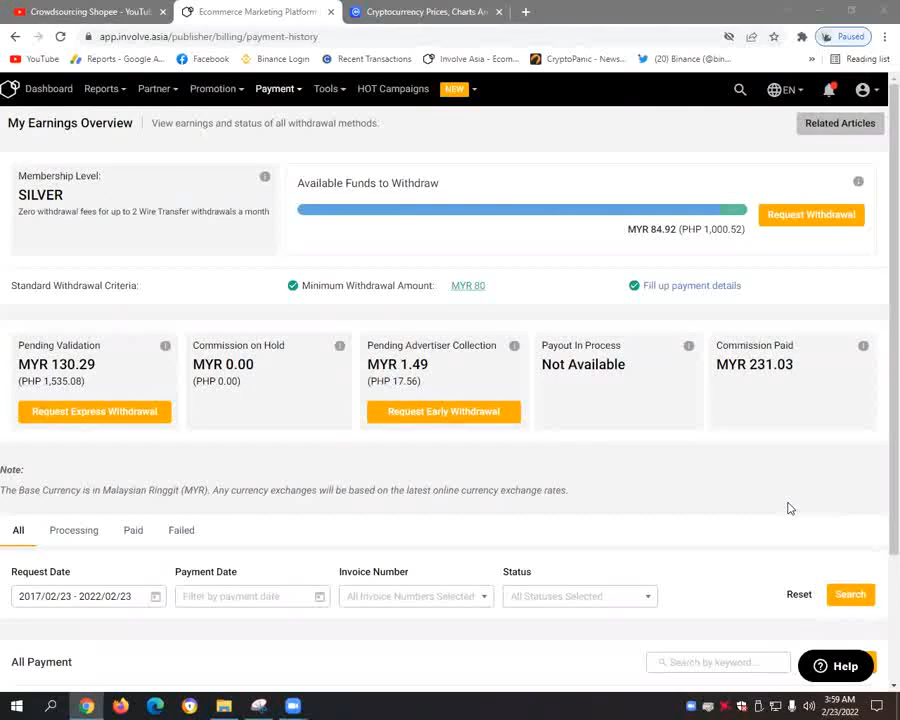 Crowdsourcing Shopee - YouTu
Ecommerce Marketing Platform
Cryptocurrency Prices, Charts A
app.involve.asia/publisher/billing/payment-history
Paused
YouTube
Reports - Google A...
Facebook
Binance Login
Recent Transactions
Involve Asia - Ecom...
CryptoPanic - News...
(20) Binance (@bin...
»
Reading list
Dashboard
Reports
Partner
Promotion
Payment
Tools
HOT Campaigns
NEW
EN
My Earnings Overview
View earnings and status of all withdrawal methods.
Related Articles
Membership Level:
SILVER
Zero withdrawal fees for up to 2 Wire Transfer withdrawals a month
Available Funds to Withdraw
Request Withdrawal
MYR 84.92 (PHP 1,000.52)
Standard Withdrawal Criteria:
Minimum Withdrawal Amount: MYR 80
Fill up payment details
Pending Validation
MYR 130.29
(PHP 1,535.08)
Request Express Withdrawal
Commission on Hold
MYR 0.00
(PHP 0.00)
Pending Advertiser Collection
MYR 1.49
(PHP 17.56)
Request Early Withdrawal
Payout In Process
Not Available
Commission Paid
MYR 231.03
Note:
The Base Currency is in Malaysian Ringgit (MYR). Any currency exchanges will be based on the latest online currency exchange rates.
All
Processing
Paid
Failed
Request Date
Payment Date
Invoice Number
Status
2017/02/23 - 2022/02/23
Filter by payment date
All Invoice Numbers Selected
All Statuses Selected
Reset
Search
All Payment
Search by keyword...
Help
3:59 AM
2/23/2022